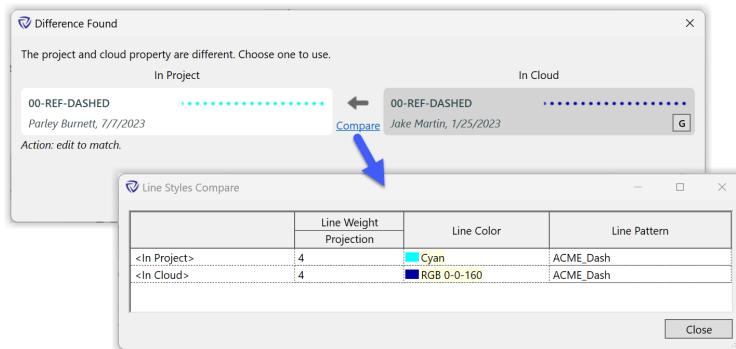 Difference Found
The project and cloud property are different. Choose one to use.
In Project
In Cloud
00-REF-DASHED
00-REF-DASHED
Parley Burnett, 7/7/2023
Compare
Jake Martin, 1/25/2023
G
Action: edit to match.
Line Styles Compare
Line Weight
Line Color
Line Pattern
Projection
<In Project> 4 Cyan ACME_Dash
<In Cloud> 4 RGB 0-0-160 ACME_Dash
Close